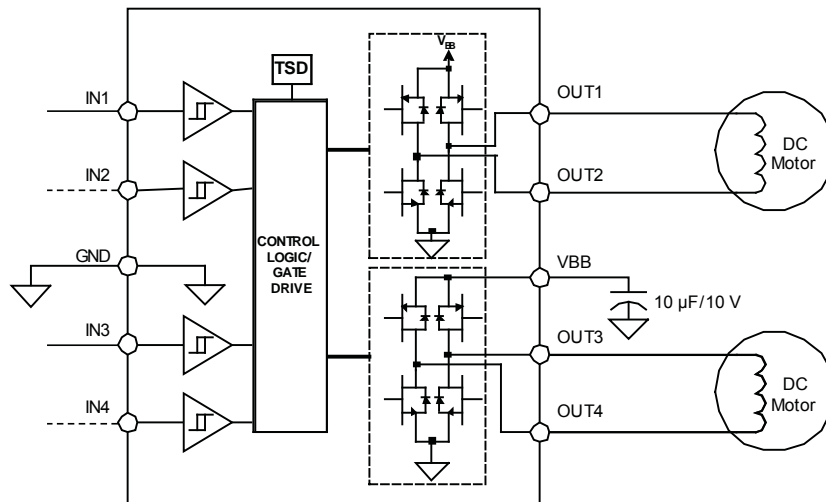 V_BB
TSD
IN1
OUT1
DC
Motor
IN2
OUT2
CONTROL
LOGIC/
GATE
DRIVE
GND
VBB
10 µF/10 V
IN3
OUT3
DC
Motor
IN4
OUT4